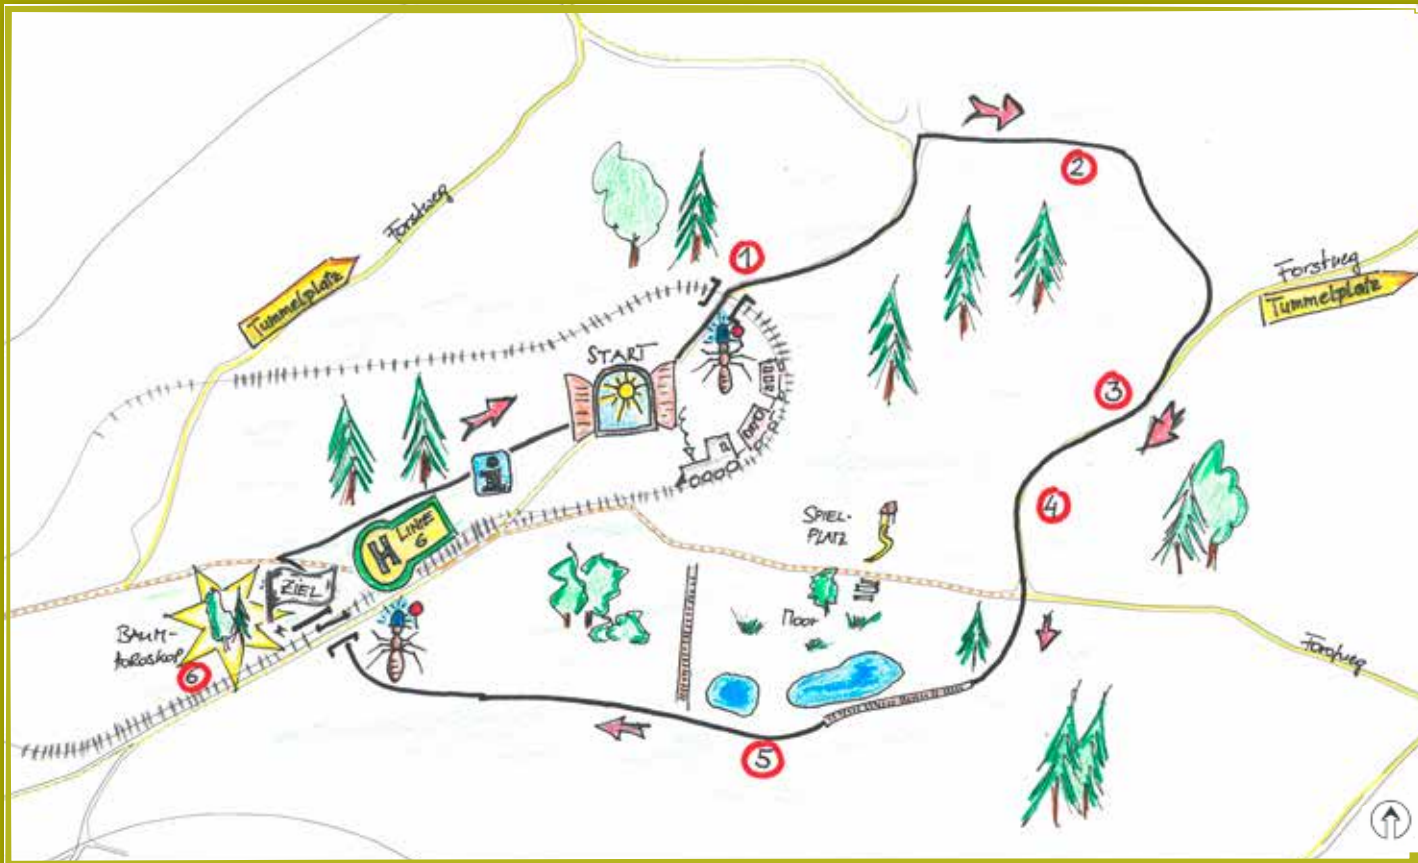 2
Forstweg
1
Forstweg
Tummelplatz
Tummelplatz
START
3
LINIE
6
H
SPIEL-
PLATZ
4
ZIEL
BAUM-
HOROSKOP
6
Moor
Forstweg
5